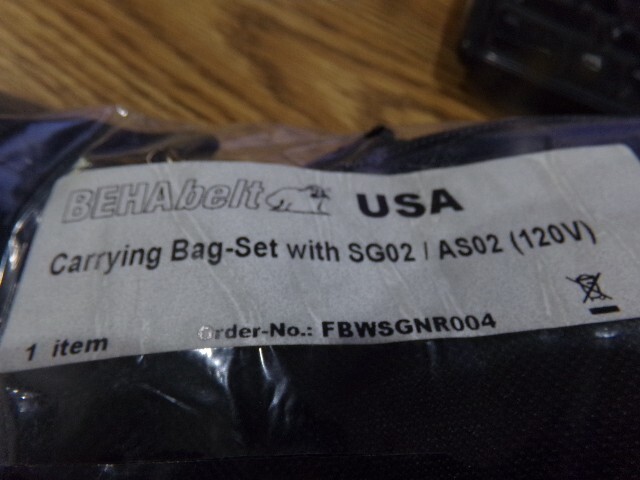 BEHAbelt USA
Carrying Bag-Set with SG02 / AS02 (120V)
1 item Order-No.: FBWSGNR004